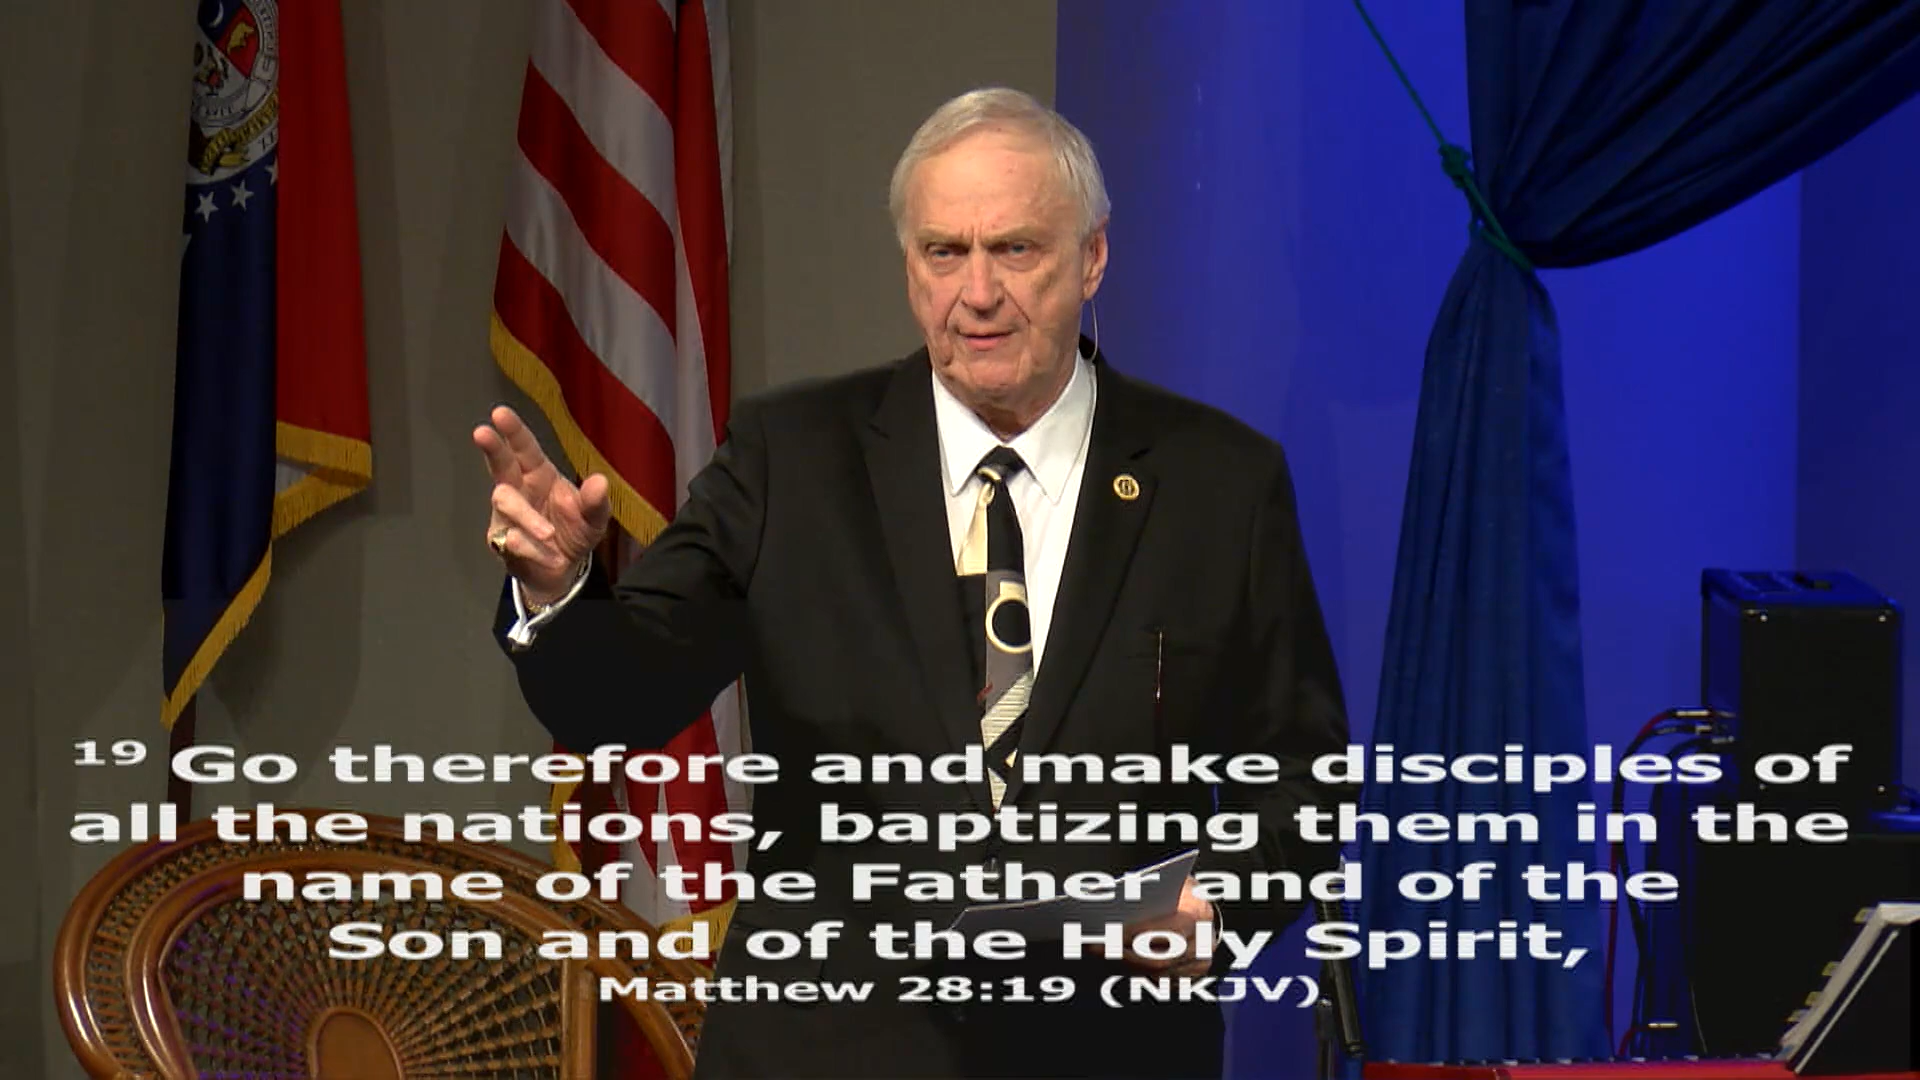 19 Go therefore and make disciples of
all the nations, baptizing them in the
name of the Father and of the
Son and of the Holy Spirit,
Matthew 28:19 (NKJV)